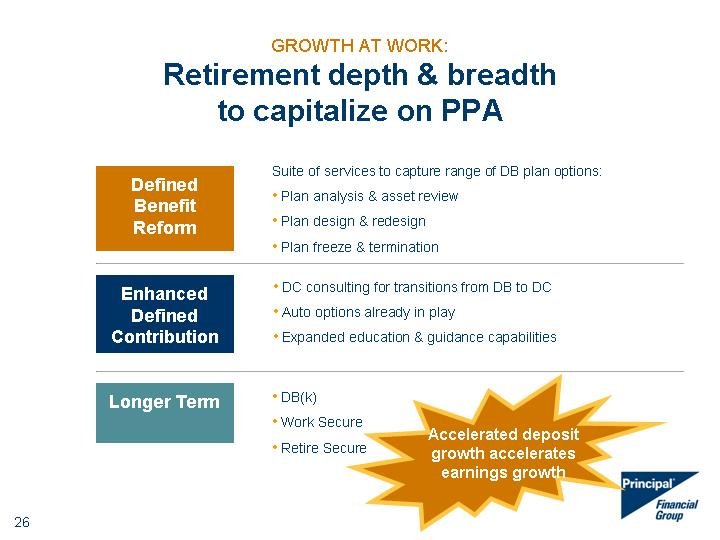 GROWTH AT WORK:
Retirement depth & breadth
to capitalize on PPA
Defined
Benefit
Reform
Suite of services to capture range of DB plan options:
• Plan analysis & asset review
• Plan design & redesign
• Plan freeze & termination
Enhanced
Defined
Contribution
• DC consulting for transitions from DB to DC
• Auto options already in play
• Expanded education & guidance capabilities
Longer Term
• DB(k)
• Work Secure
• Retire Secure
Accelerated deposit
growth accelerates
earnings growth
Principal®
Financial
Group
26